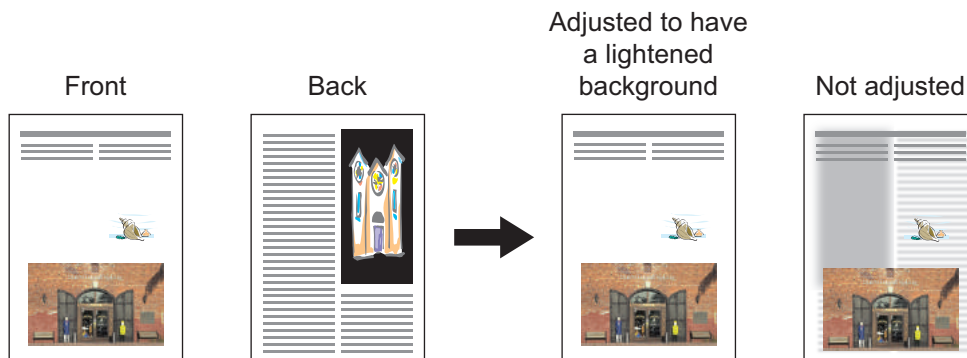 Front
Back
Adjusted to have
a lightened
background
Not adjusted